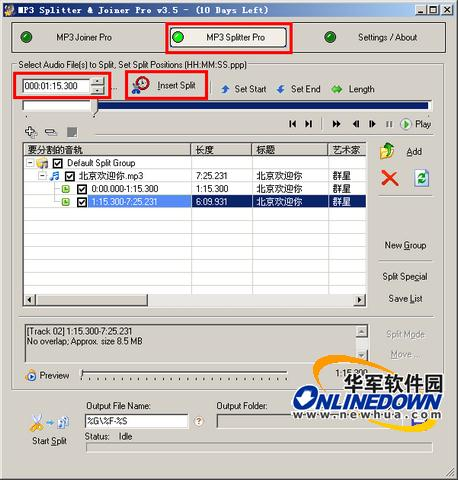 MP3 Splitter & Joiner Pro v3.5 - (10 Days Left)
MP3 Joiner Pro
MP3 Splitter Pro
Settings / About
Select Audio File(s) to Split, Set Split Positions (HH:MM:SS.ppp)
000:01:15.300
...
Insert Split
Set Start
Set End
Length
Play
要分割的音轨 长度 标题 艺术家
Default Split Group
北京欢迎你.mp3 7:25.231 北京欢迎你 群星
0:00.000-1:15.300 1:15.300 北京欢迎你 群星
1:15.300-7:25.231 6:09.931 北京欢迎你 群星
Add
New Group
Split Special
Save List
[Track 02] 1:15.300-7:25.231
No overlap; Approx. size 8.5 MB
Split Mode
Move ...
Preview
1:15.300
华军软件园
ONLINEDOWN
www.newhua.com
Start Split
Output File Name:
%G\%F-%S
Output Folder:
Status: Idle